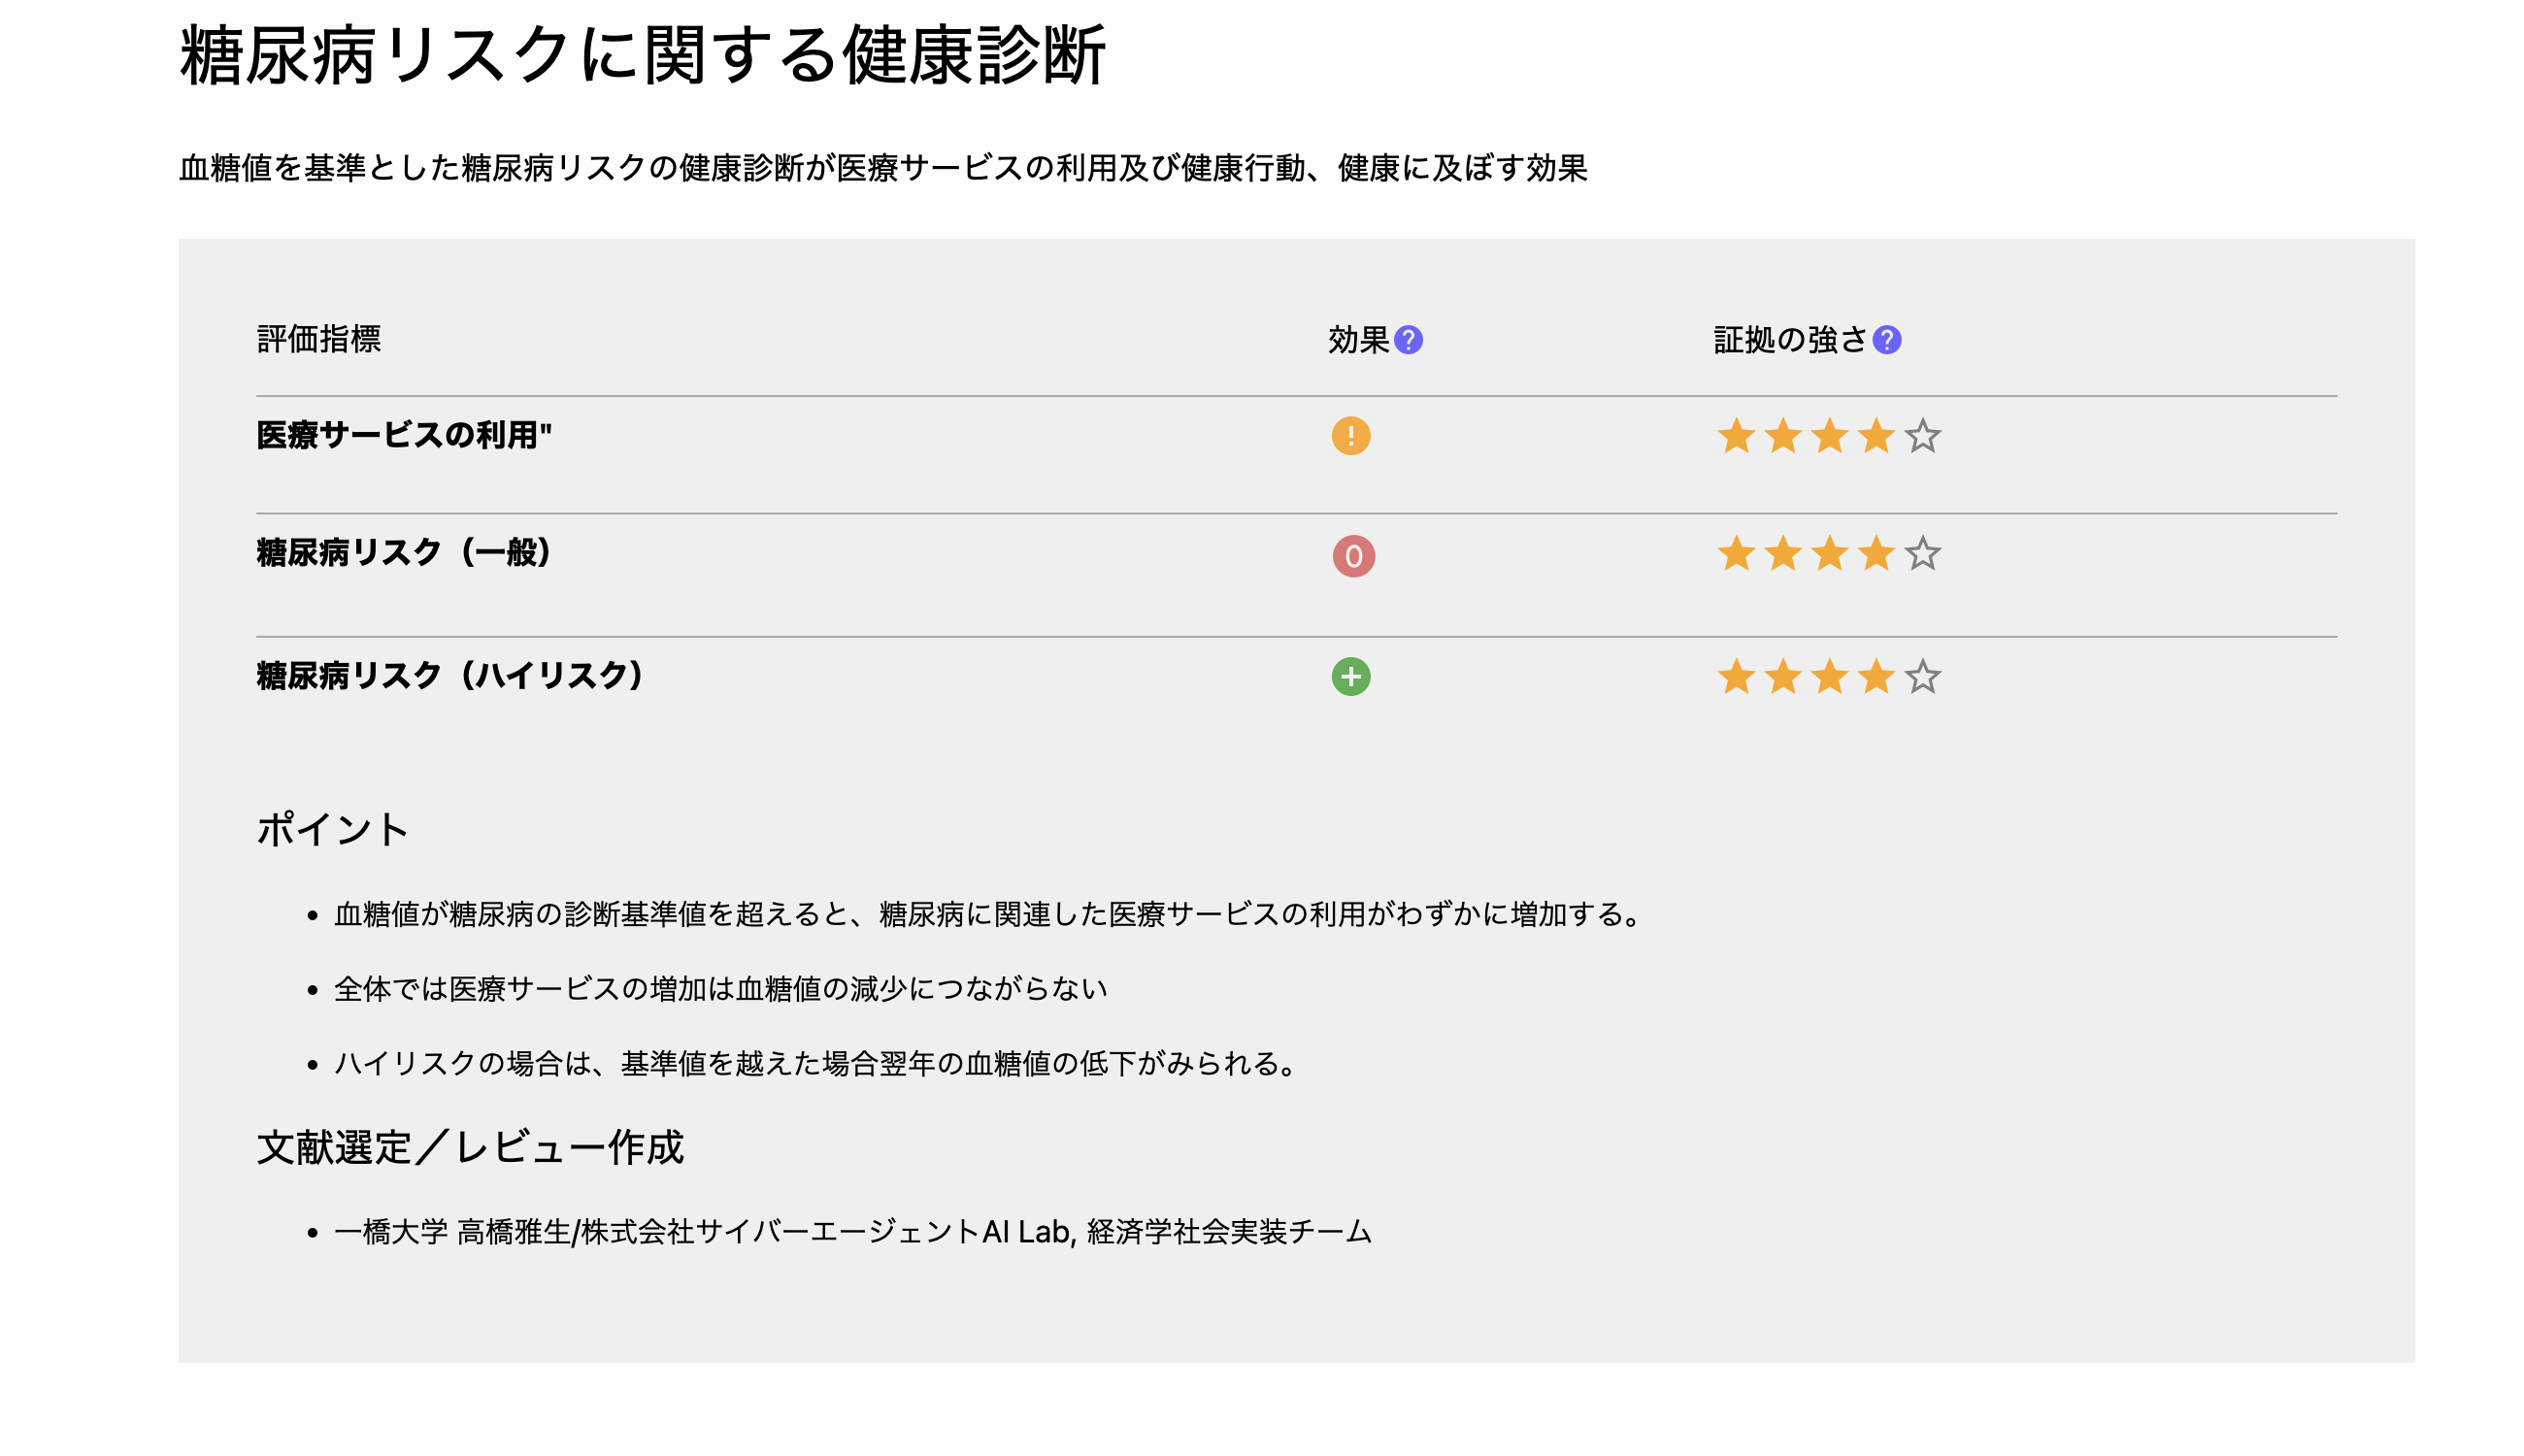 糖尿病リスクに関する健康診断
血糖値を基準とした糖尿病リスクの健康診断が医療サービスの利用及び健康行動、健康に及ぼす効果
評価指標 効果? 証拠の強さ?
医療サービスの利用" !
糖尿病リスク（一般） 0
糖尿病リスク（ハイリスク） +
ポイント
• 血糖値が糖尿病の診断基準値を超えると、糖尿病に関連した医療サービスの利用がわずかに増加する。
• 全体では医療サービスの増加は血糖値の減少につながらない
• ハイリスクの場合は、基準値を越えた場合翌年の血糖値の低下がみられる。
文献選定／レビュー作成
• 一橋大学 高橋雅生/株式会社サイバーエージェントAI Lab, 経済学社会実装チーム